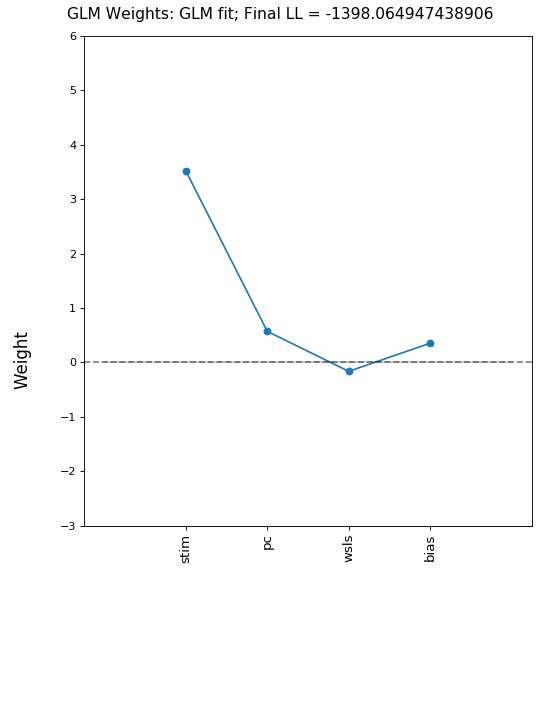 GLM Weights: GLM fit; Final LL = -1398.064947438906
6
5
4
3
2
1
0
−1
−2
−3
Weight
stim
pc
wsls
bias